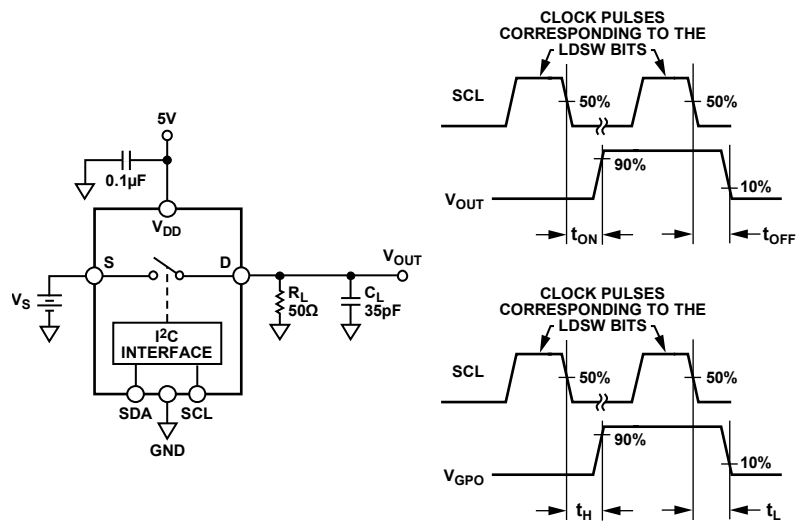 5V
0.1µF
VDD
S
D
VOUT
VS
RL
50Ω
CL
35pF
I2C
INTERFACE
SDA
SCL
GND
CLOCK PULSES
CORRESPONDING TO THE
LDSW BITS
SCL
50%
50%
90%
10%
VOUT
tON
tOFF
CLOCK PULSES
CORRESPONDING TO THE
LDSW BITS
SCL
50%
50%
90%
10%
VGPO
tH
tL